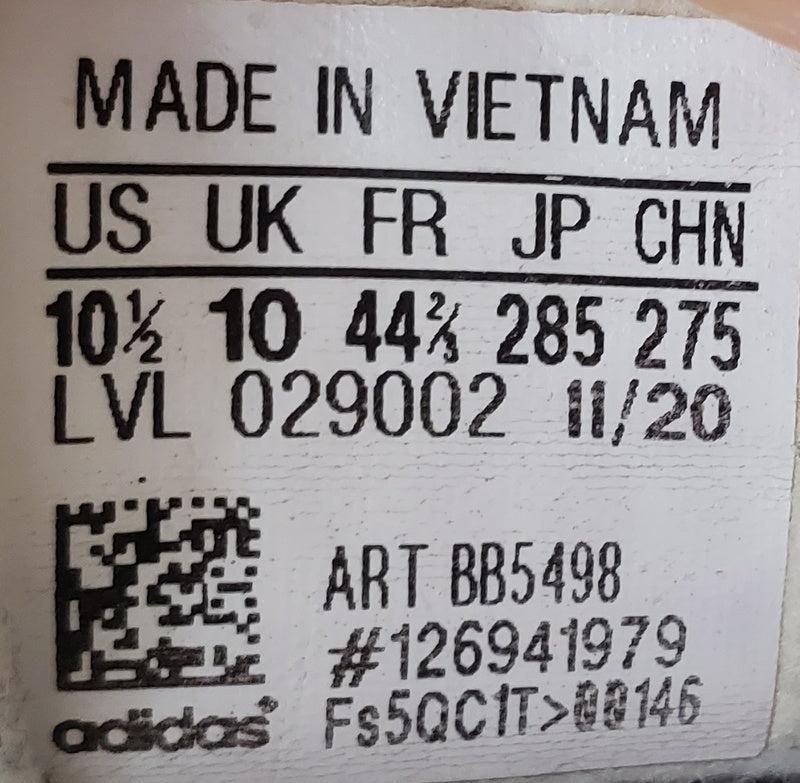 MADE IN VIETNAM
US UK FR JP CHN
10½ 10 44⅔ 285 275
LVL 029002 11/20
ART BB5498
#126941979
adidas® Fs5QC1T>00146